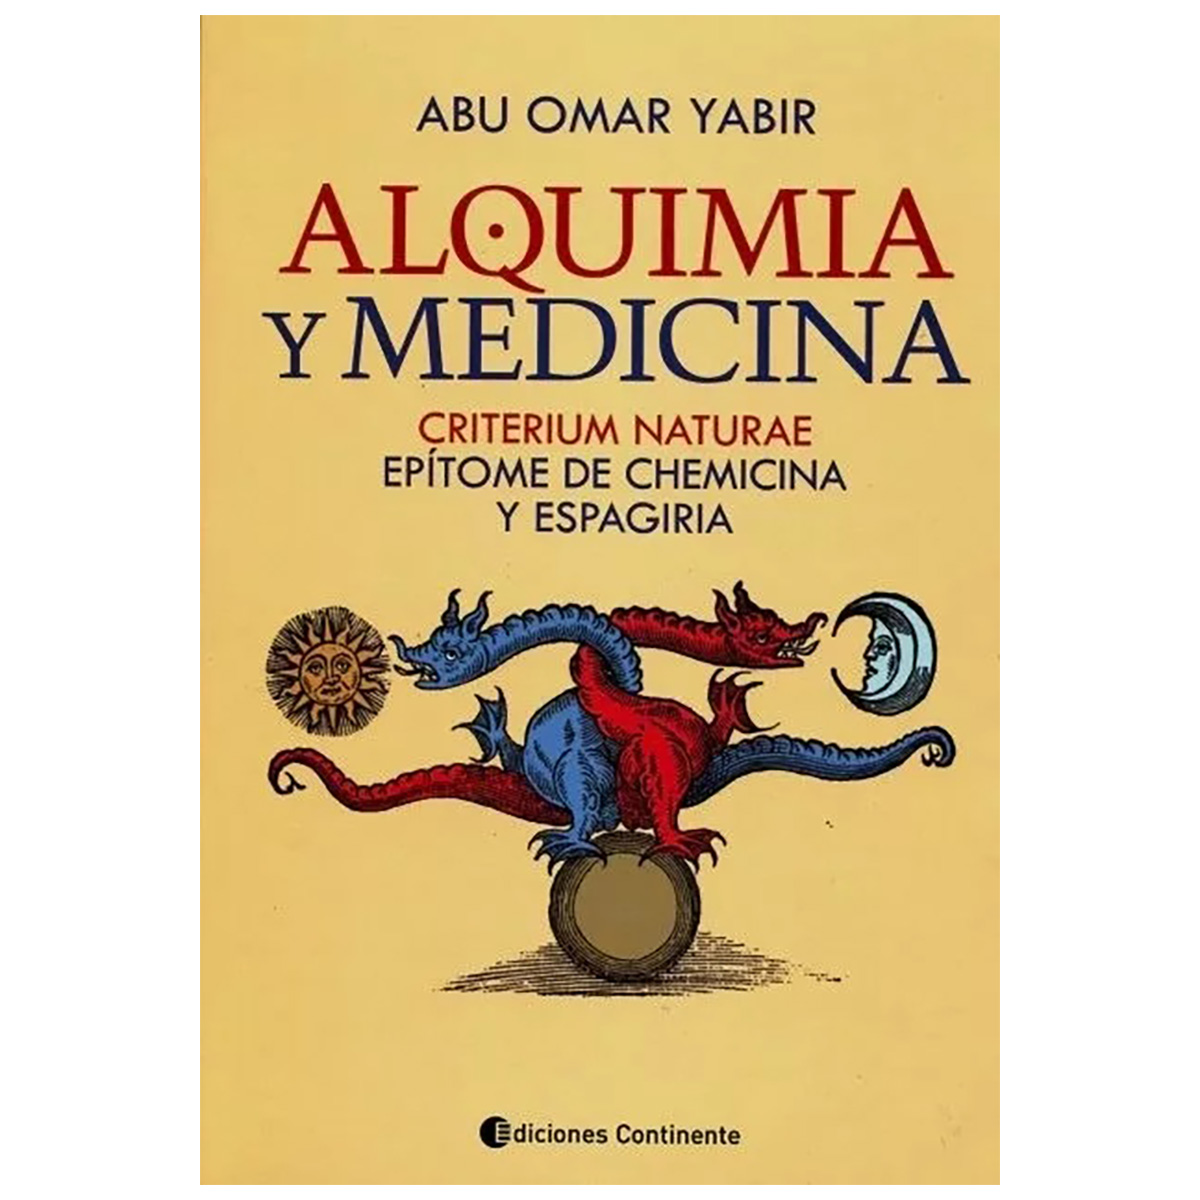 ABU OMAR YABIR
ALQUIMIA
Y MEDICINA
CRITERIUM NATURAE
EPÍTOME DE CHEMICINA
Y ESPAGIRIA
Ediciones Continente